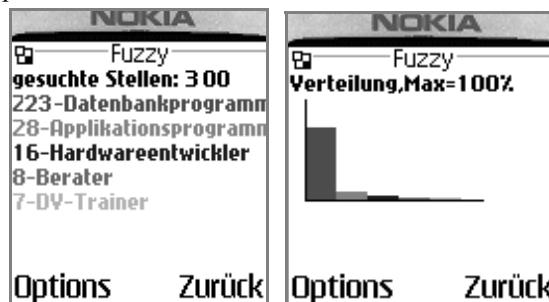 NOKIA
Fuzzy
gesuchte Stellen: 300
223-Datenbankprogramm
28-Applikationsprogramm
16-Hardwareentwickler
8-Berater
7-DV-Trainer
Options Zurück
NOKIA
Fuzzy
Verteilung,Max=100%
Options Zurück